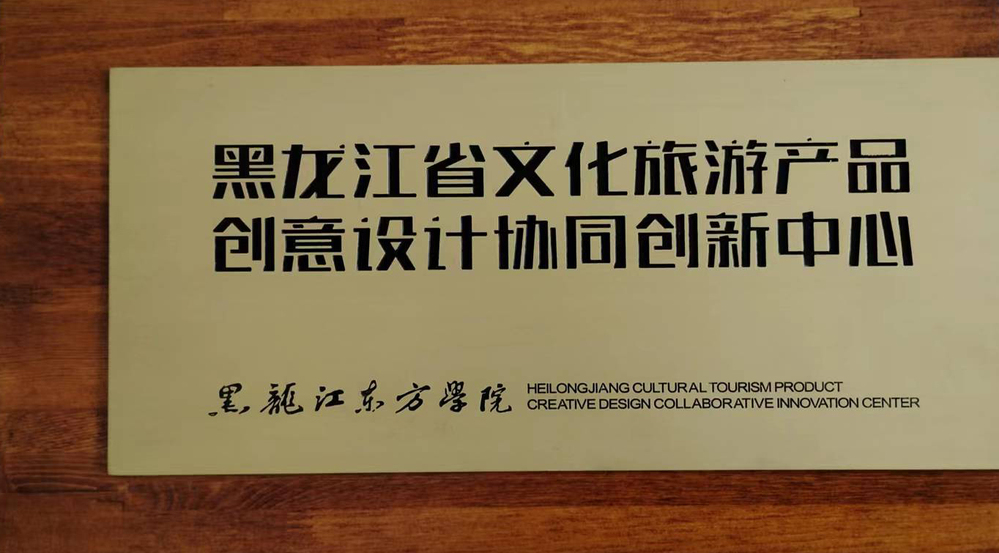 黑龙江省文化旅游产品
创意设计协同创新中心
黑龍江东方學院
HEILONGJIANG CULTURAL TOURISM PRODUCT
CREATIVE DESIGN COLLABORATIVE INNOVATION CENTER